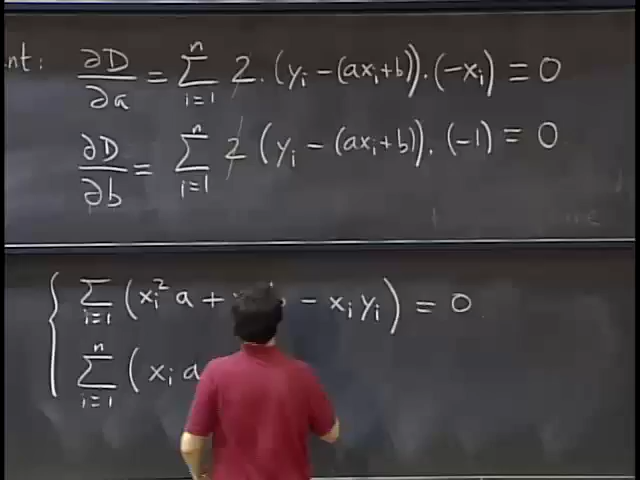 nt: ∂D/∂a = Σ_{i=1}^{n} 2. (y_i − (ax_i+b)).(−x_i) = 0
∂D/∂b = Σ_{i=1}^{n} 2 (y_i − (ax_i+b)).(−1) = 0
{ Σ_{i=1} (x_i² a + − x_i y_i) = 0
Σ_{i=1}^{n} ( x_i a